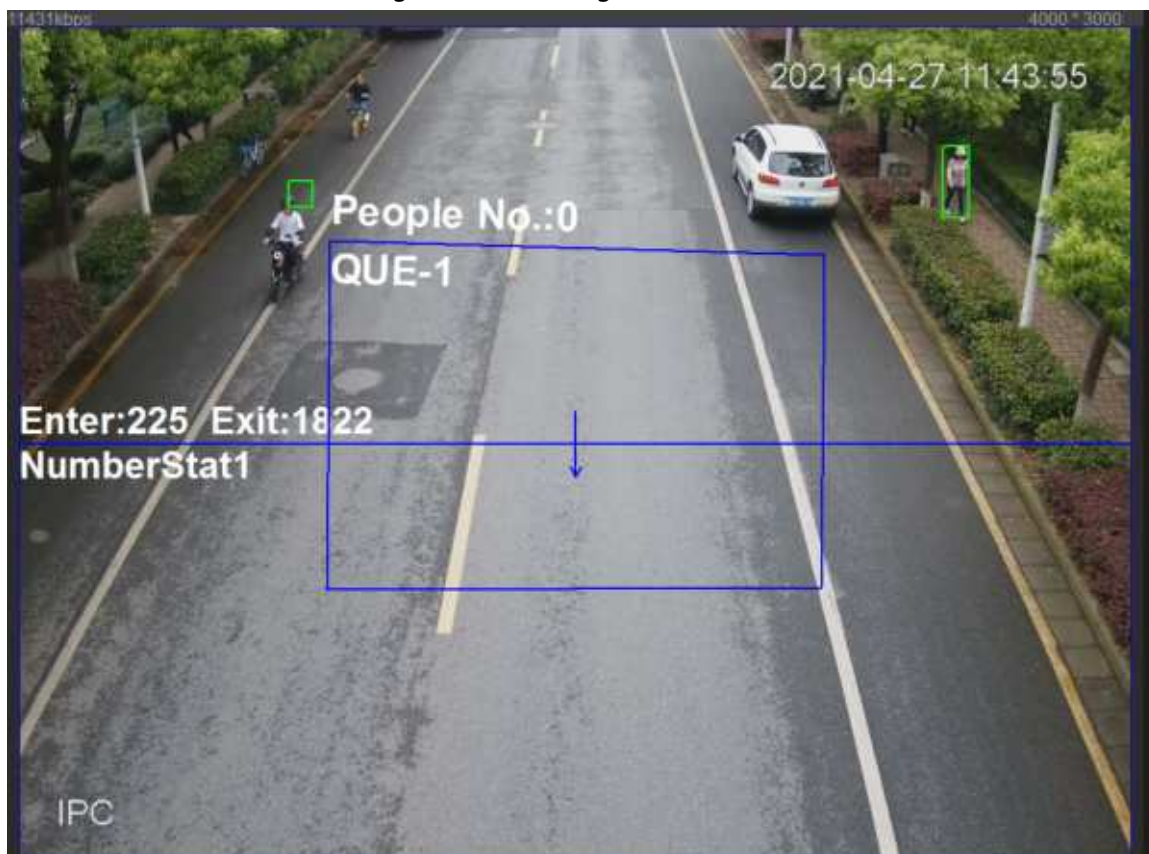 11431kbps
4000 * 3000
2021-04-27 11:43:55
People No.:0
QUE-1
Enter:225 Exit:1822
NumberStat1
IPC